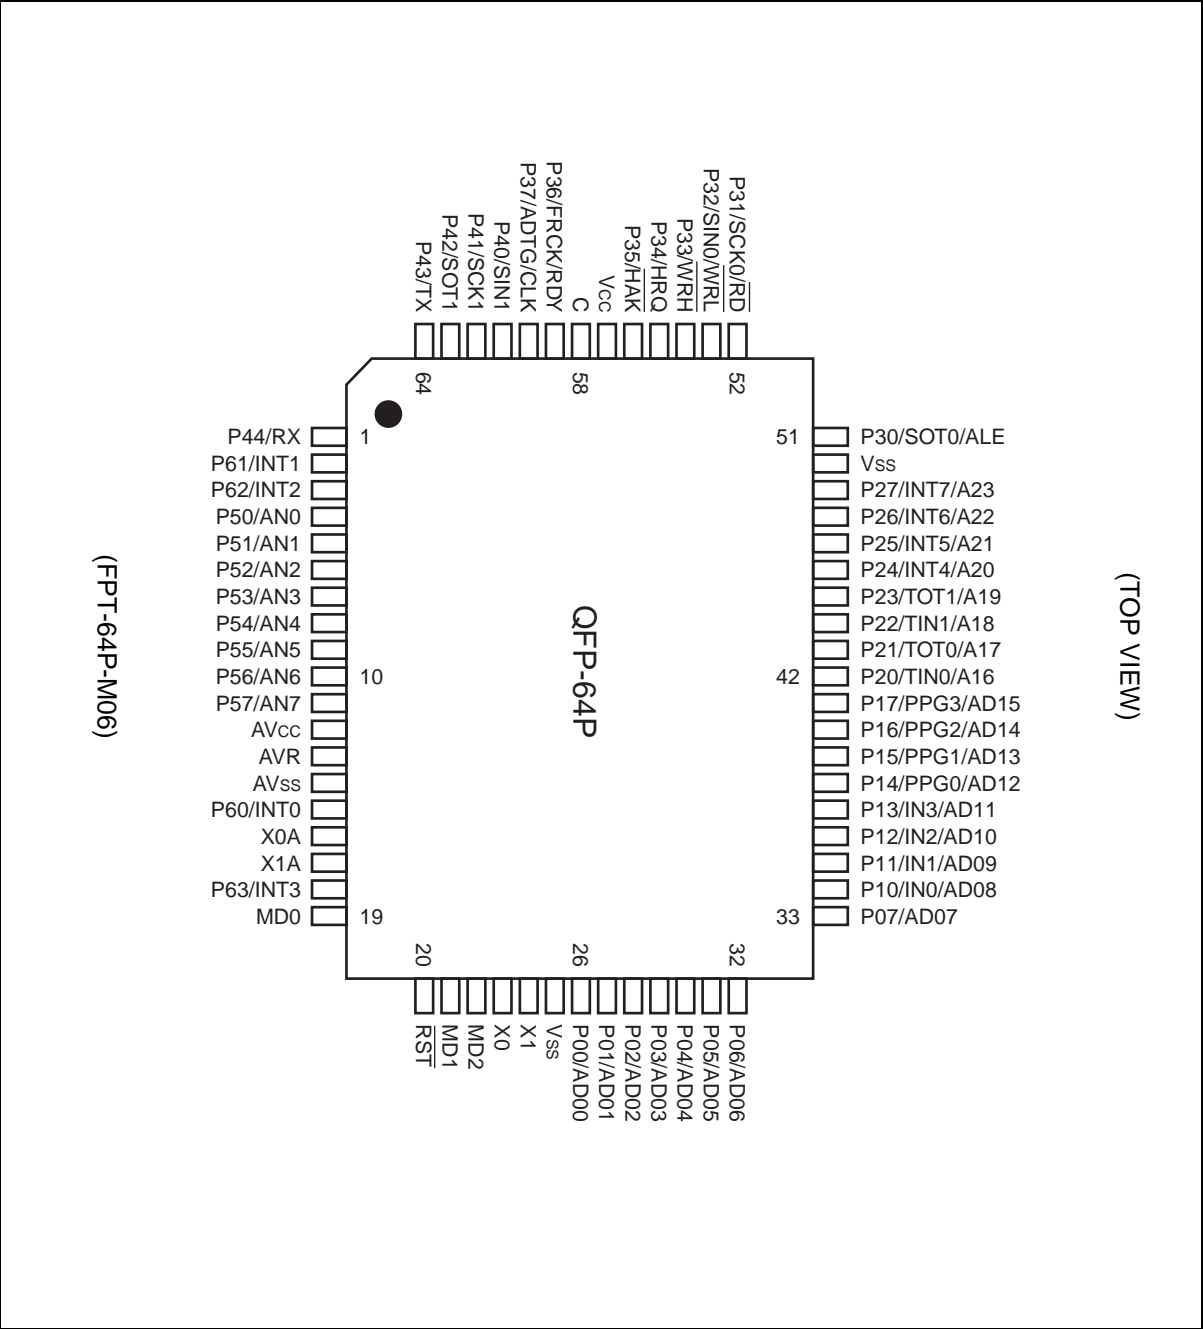 (TOP VIEW)
P43/TX
P42/SOT1
P41/SCK1
P40/SIN1
P37/ADTG/CLK
P36/FRCK/RDY
C
Vcc
P35/HAK
P34/HRQ
P33/WRH
P32/SIN0/WRL
P31/SCK0/RD
64
58
52
P44/RX
P61/INT1
P62/INT2
P50/AN0
P51/AN1
P52/AN2
P53/AN3
P54/AN4
P55/AN5
P56/AN6
P57/AN7
AVcc
AVR
AVss
P60/INT0
X0A
X1A
P63/INT3
MD0
1
10
19
QFP-64P
51
42
33
P30/SOT0/ALE
Vss
P27/INT7/A23
P26/INT6/A22
P25/INT5/A21
P24/INT4/A20
P23/TOT1/A19
P22/TIN1/A18
P21/TOT0/A17
P20/TIN0/A16
P17/PPG3/AD15
P16/PPG2/AD14
P15/PPG1/AD13
P14/PPG0/AD12
P13/IN3/AD11
P12/IN2/AD10
P11/IN1/AD09
P10/IN0/AD08
P07/AD07
20
26
32
RST
MD1
MD2
X0
X1
Vss
P00/AD00
P01/AD01
P02/AD02
P03/AD03
P04/AD04
P05/AD05
P06/AD06
(FPT-64P-M06)